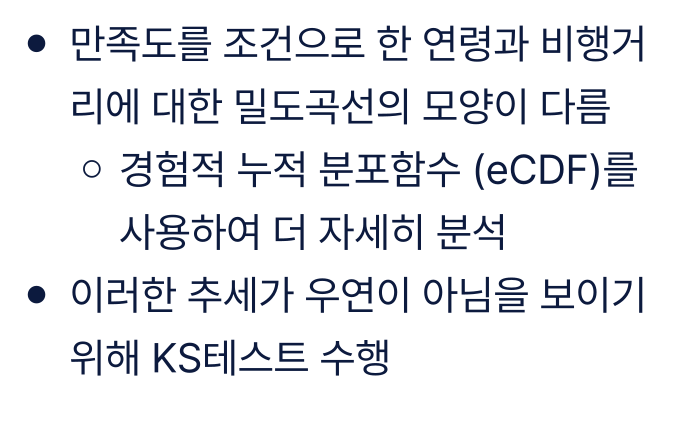 • 만족도를 조건으로 한 연령과 비행거
리에 대한 밀도곡선의 모양이 다름
○ 경험적 누적 분포함수 (eCDF)를
사용하여 더 자세히 분석
• 이러한 추세가 우연이 아님을 보이기
위해 KS테스트 수행